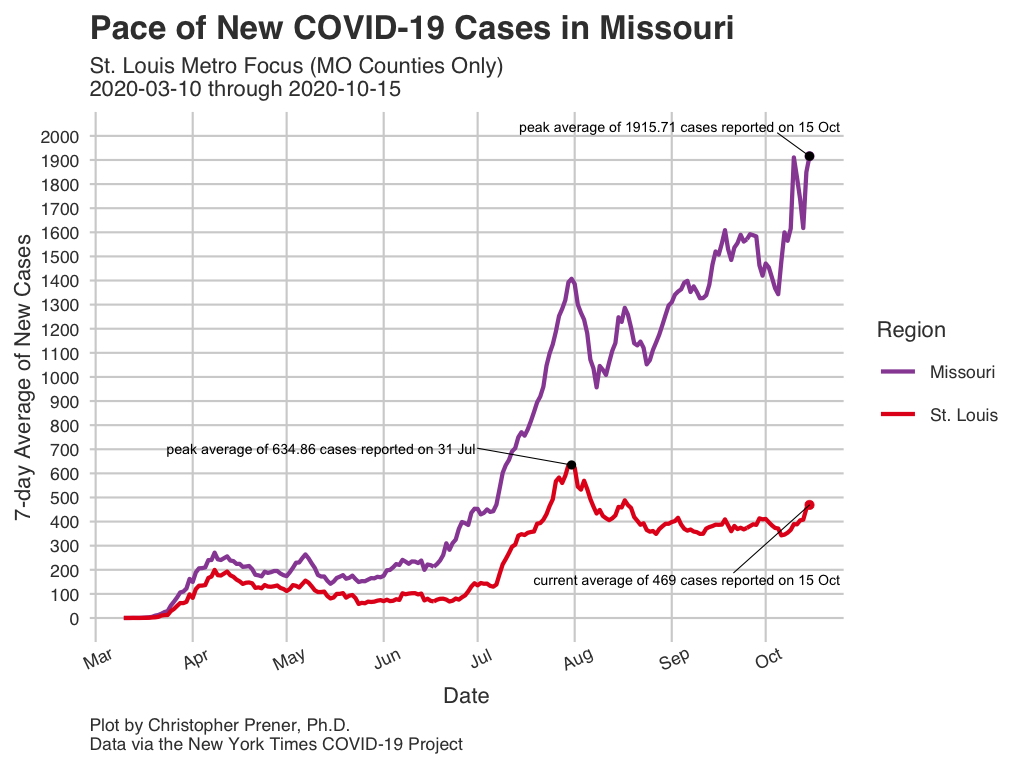 Pace of New COVID-19 Cases in Missouri
St. Louis Metro Focus (MO Counties Only)
2020-03-10 through 2020-10-15
peak average of 1915.71 cases reported on 15 Oct
2000
1900
1800
1700
1600
1500
1400
1300
1200
1100
1000
900
800
700
600
500
400
300
200
100
0
7-day Average of New Cases
peak average of 634.86 cases reported on 31 Jul
current average of 469 cases reported on 15 Oct
Region
Missouri
St. Louis
Mar
Apr
May
Jun
Jul
Aug
Sep
Oct
Date
Plot by Christopher Prener, Ph.D.
Data via the New York Times COVID-19 Project